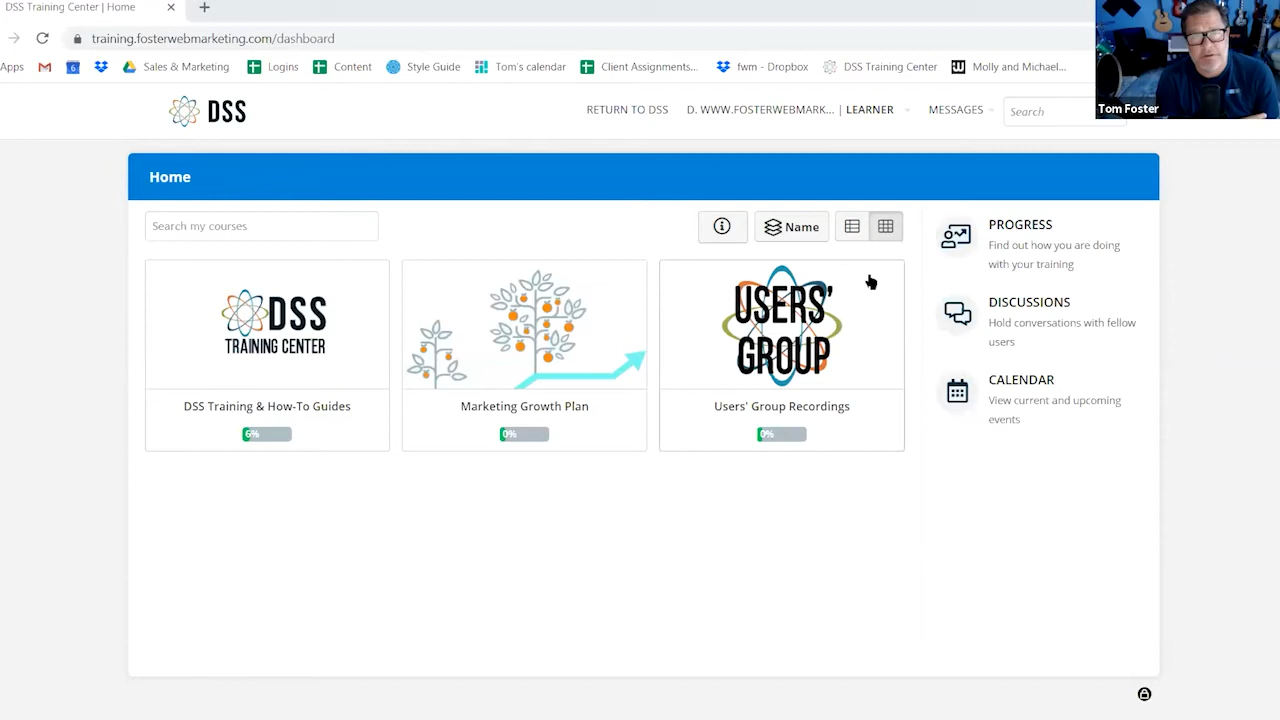 DSS Training Center | Home
training.fosterwebmarketing.com/dashboard
Apps
Sales & Marketing
Logins
Content
Style Guide
Tom's calendar
Client Assignments...
fwm - Dropbox
DSS Training Center
Molly and Michael...
Tom Foster
DSS
RETURN TO DSS
D. WWW.FOSTERWEBMARK... | LEARNER
MESSAGES
Search
Home
Search my courses
Name
DSS
TRAINING CENTER
USERS'
GROUP
DSS Training & How-To Guides
Marketing Growth Plan
Users' Group Recordings
6%
0%
0%
PROGRESS
Find out how you are doing
with your training
DISCUSSIONS
Hold conversations with fellow
users
CALENDAR
View current and upcoming
events